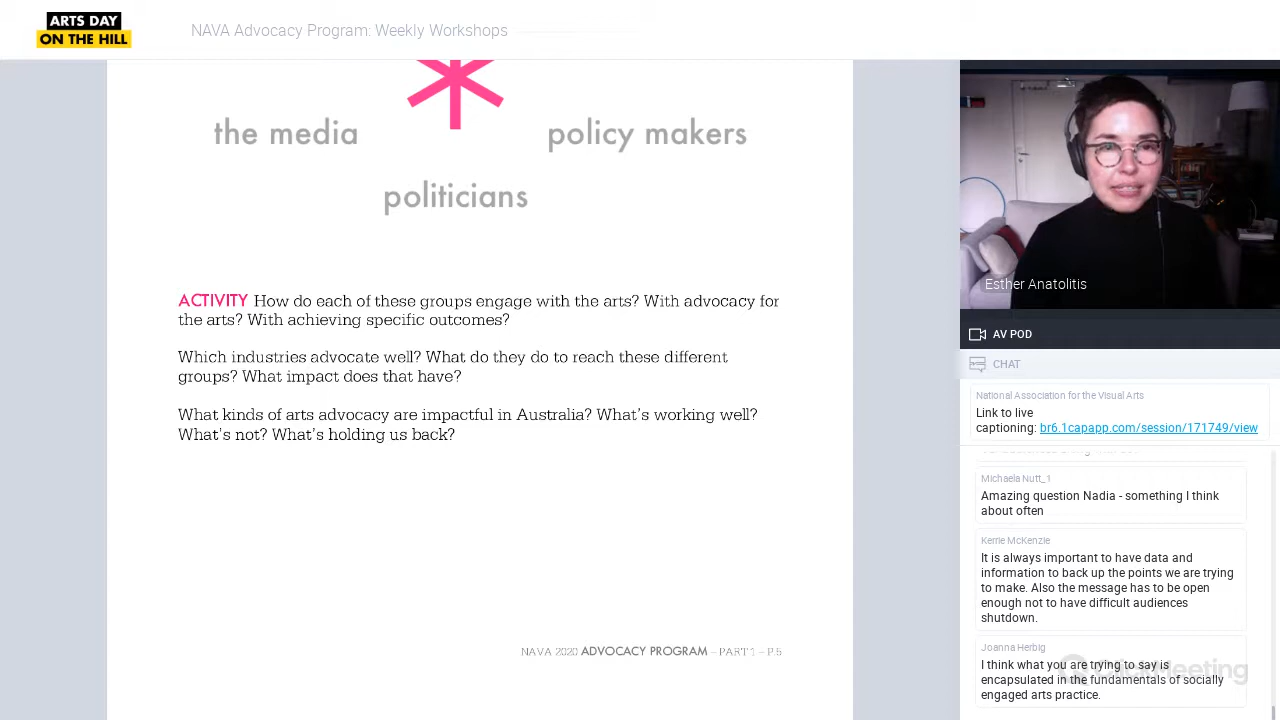 ARTS DAY
ON THE HILL
NAVA Advocacy Program: Weekly Workshops
the media
policy makers
politicians
ACTIVITY How do each of these groups engage with the arts? With advocacy for
the arts? With achieving specific outcomes?
Which industries advocate well? What do they do to reach these different
groups? What impact does that have?
What kinds of arts advocacy are impactful in Australia? What's working well?
What's not? What's holding us back?
NAVA 2020 ADVOCACY PROGRAM – PART 1 – P.5
Esther Anatolitis
AV POD
CHAT
National Association for the Visual Arts
Link to live
captioning: br6.1capapp.com/session/171749/view
Michaela Nutt_1
Amazing question Nadia - something I think
about often
Kerrie McKenzie
It is always important to have data and
information to back up the points we are trying
to make. Also the message has to be open
enough not to have difficult audiences
shutdown.
Joanna Herbig
I think what you are trying to say is
encapsulated in the fundamentals of socially
engaged arts practice.
ClickMeeting